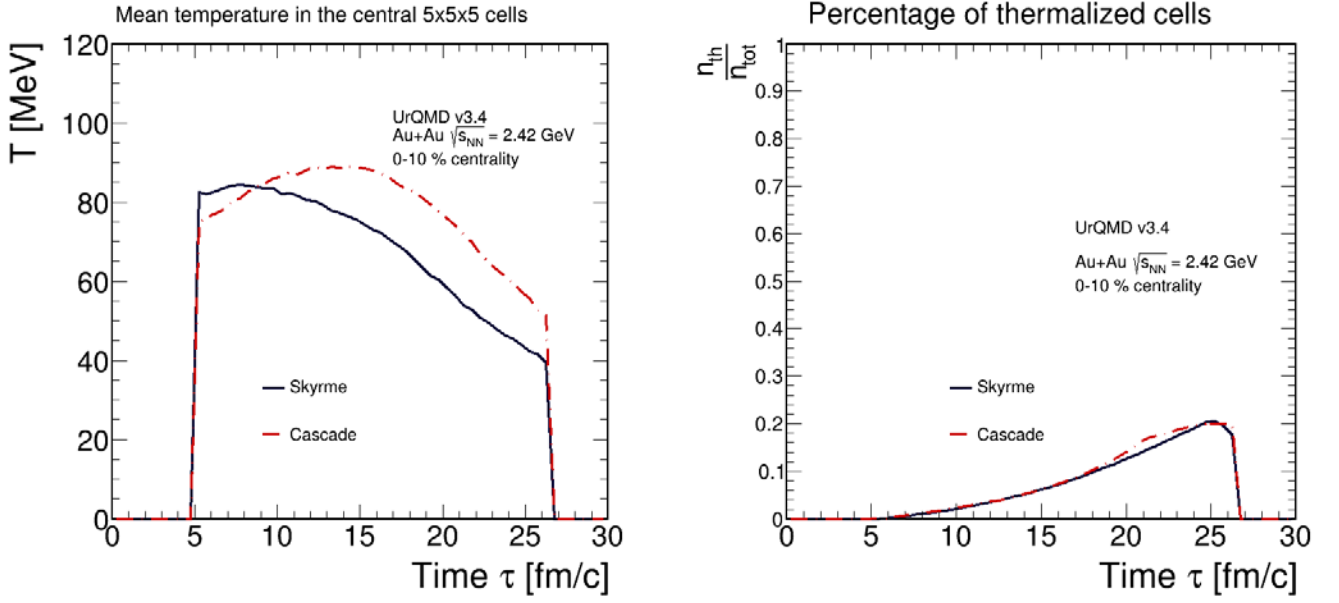 Mean temperature in the central 5x5x5 cells
T [MeV]
120
100
80
60
40
20
0
UrQMD v3.4
Au+Au √sNN = 2.42 GeV
0-10 % centrality
Skyrme
Cascade
0 5 10 15 20 25 30
Time τ [fm/c]
Percentage of thermalized cells
nth
ntot
1
0.9
0.8
0.7
0.6
0.5
0.4
0.3
0.2
0.1
0
UrQMD v3.4
Au+Au √sNN = 2.42 GeV
0-10 % centrality
Skyrme
Cascade
0 5 10 15 20 25 30
Time τ [fm/c]